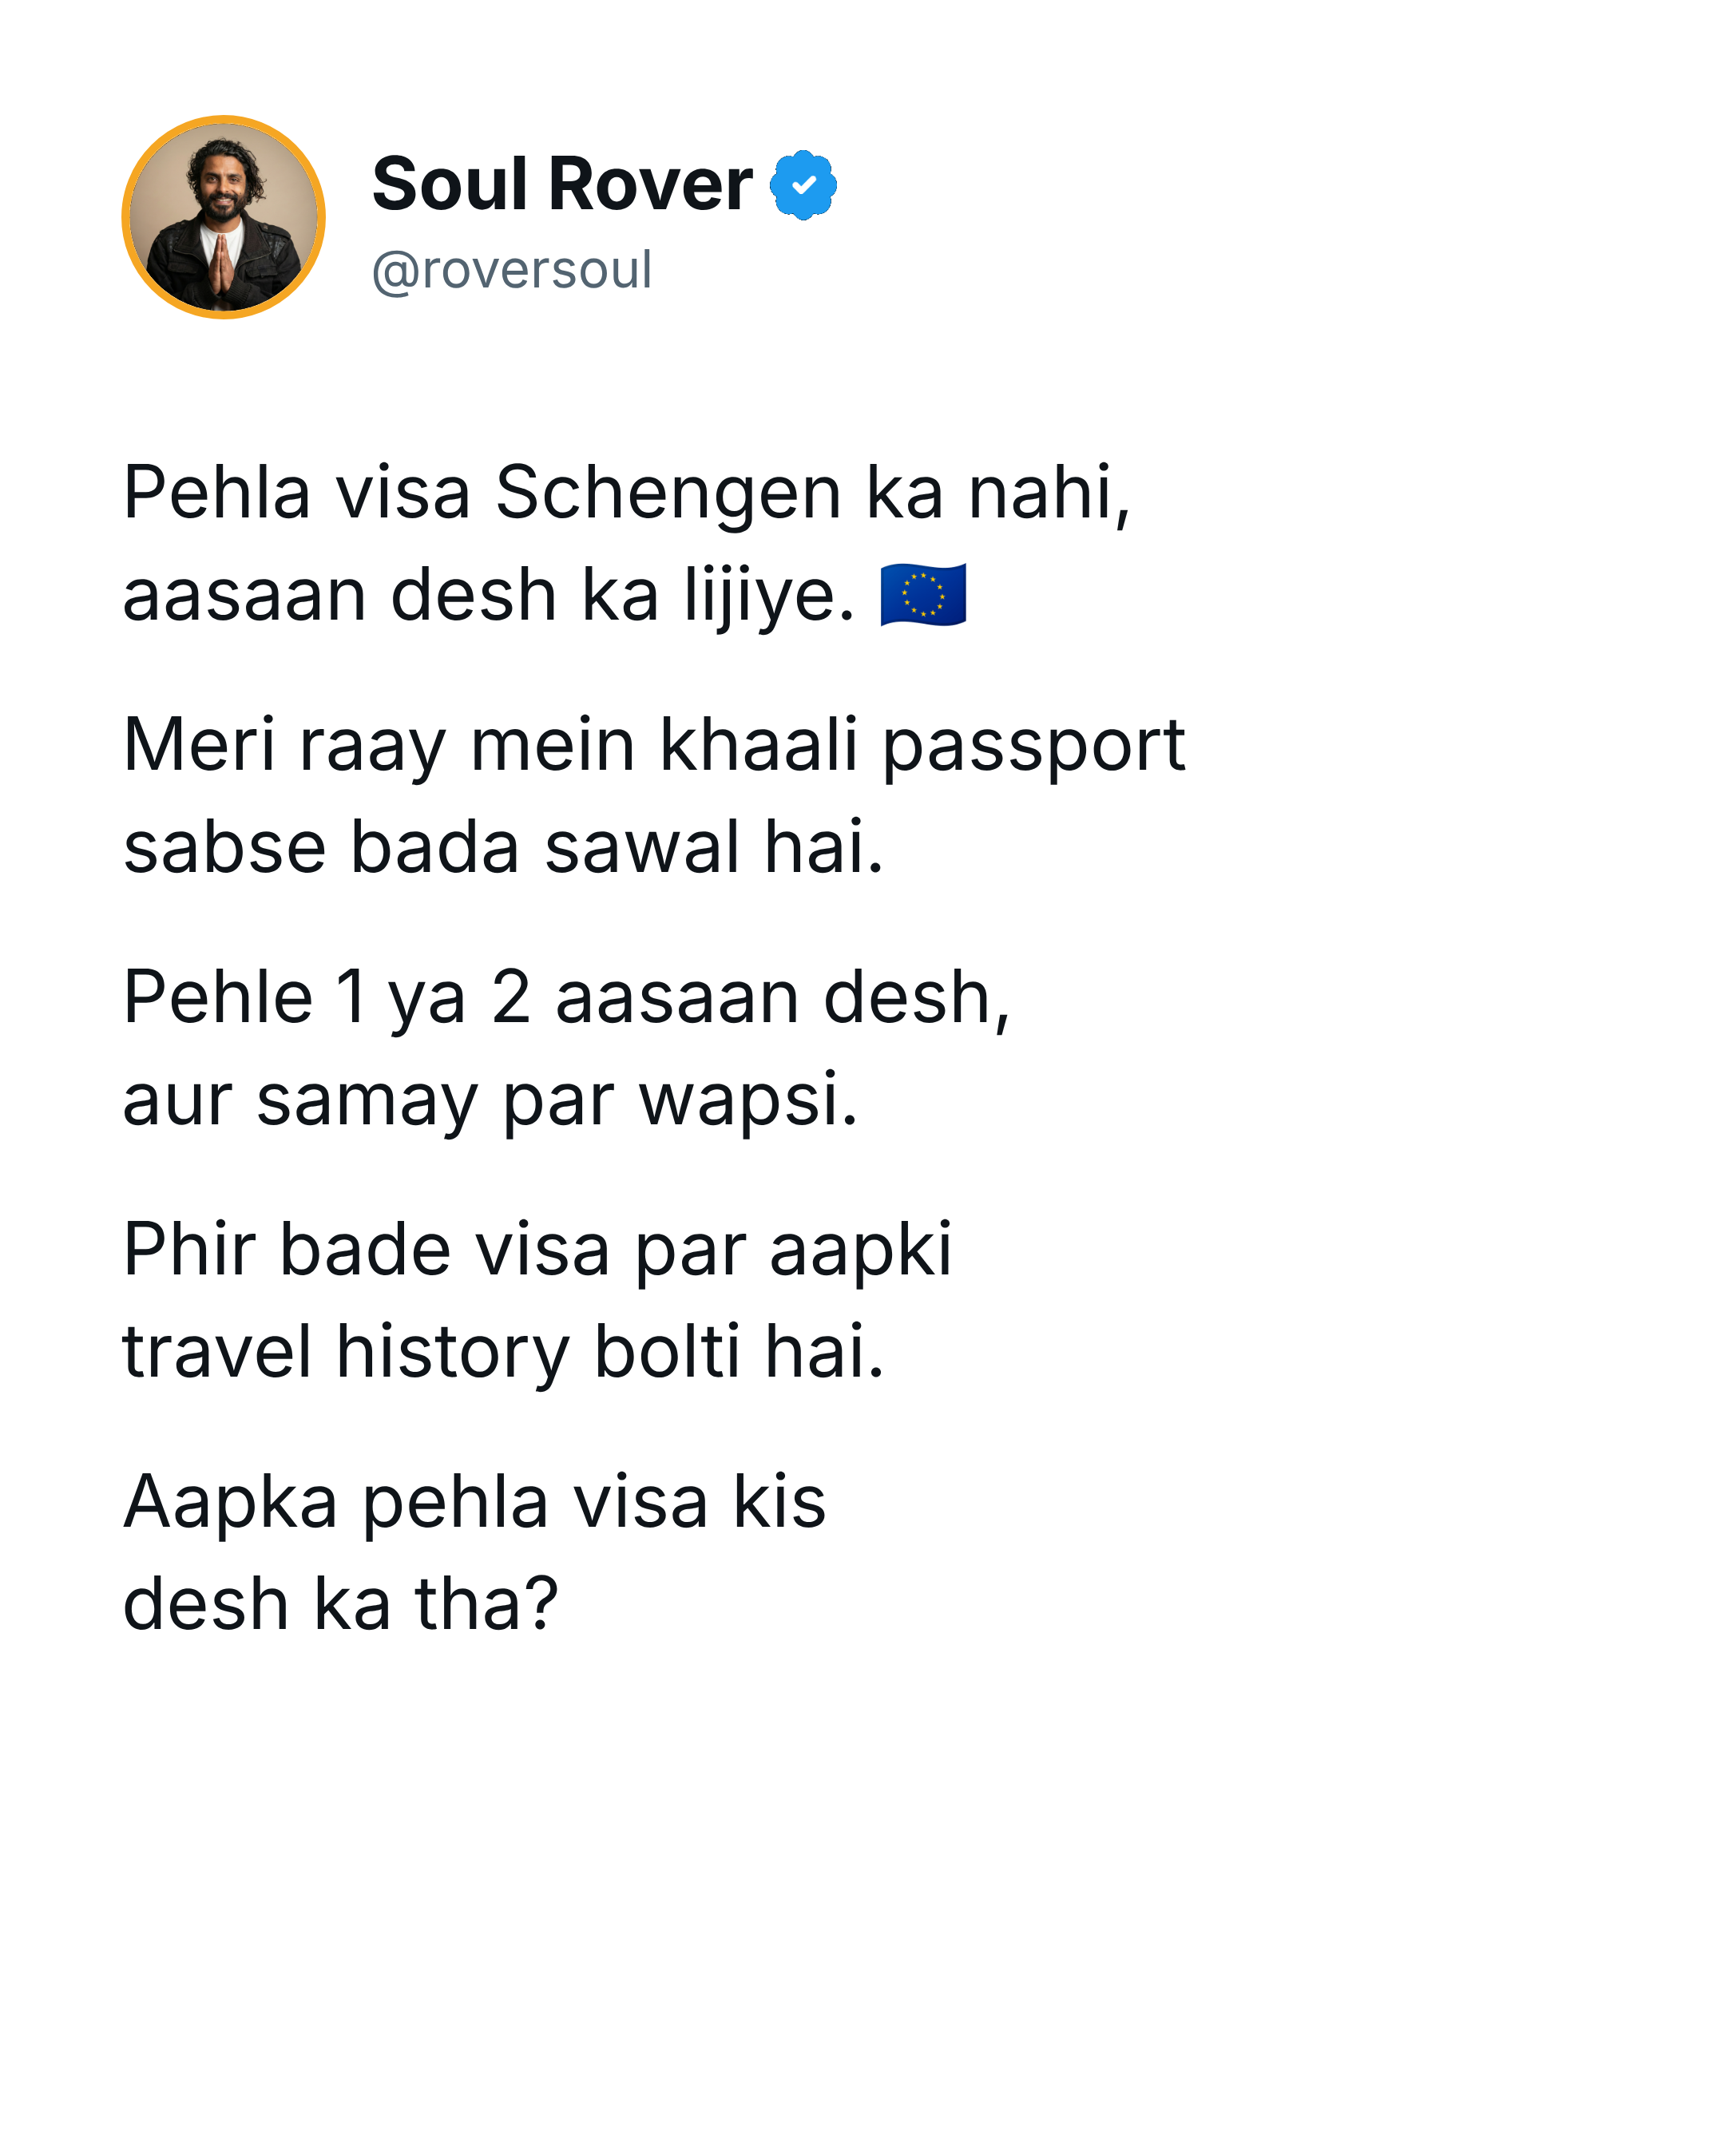 Soul Rover
@roversoul
Pehla visa Schengen ka nahi,
aasaan desh ka lijiye. 🇪🇺
Meri raay mein khaali passport
sabse bada sawal hai.
Pehle 1 ya 2 aasaan desh,
aur samay par wapsi.
Phir bade visa par aapki
travel history bolti hai.
Aapka pehla visa kis
desh ka tha?